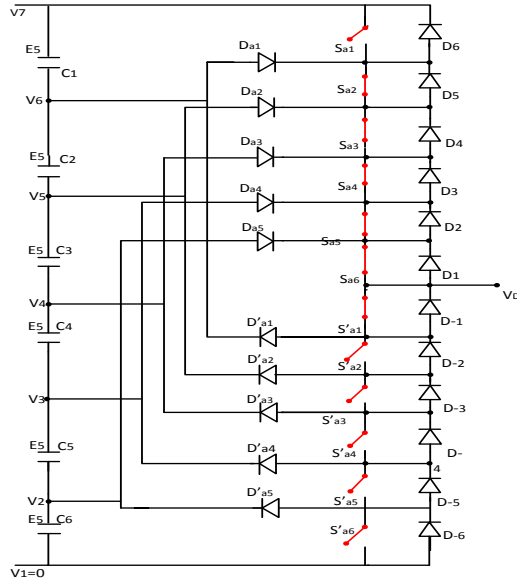 V7
E5
C1
V6
E5
C2
V5
E5
C3
V4
E5
C4
V3
E5
C5
V2
E5
C6
V1=0
Da1
Da2
Da3
Da4
Da5
D'a1
D'a2
D'a3
D'a4
D'a5
Sa1
Sa2
Sa3
Sa4
Sa5
Sa6
S'a1
S'a2
S'a3
S'a4
S'a5
S'a6
D6
D5
D4
D3
D2
D1
D-1
D-2
D-3
D-
4
D-5
D-6